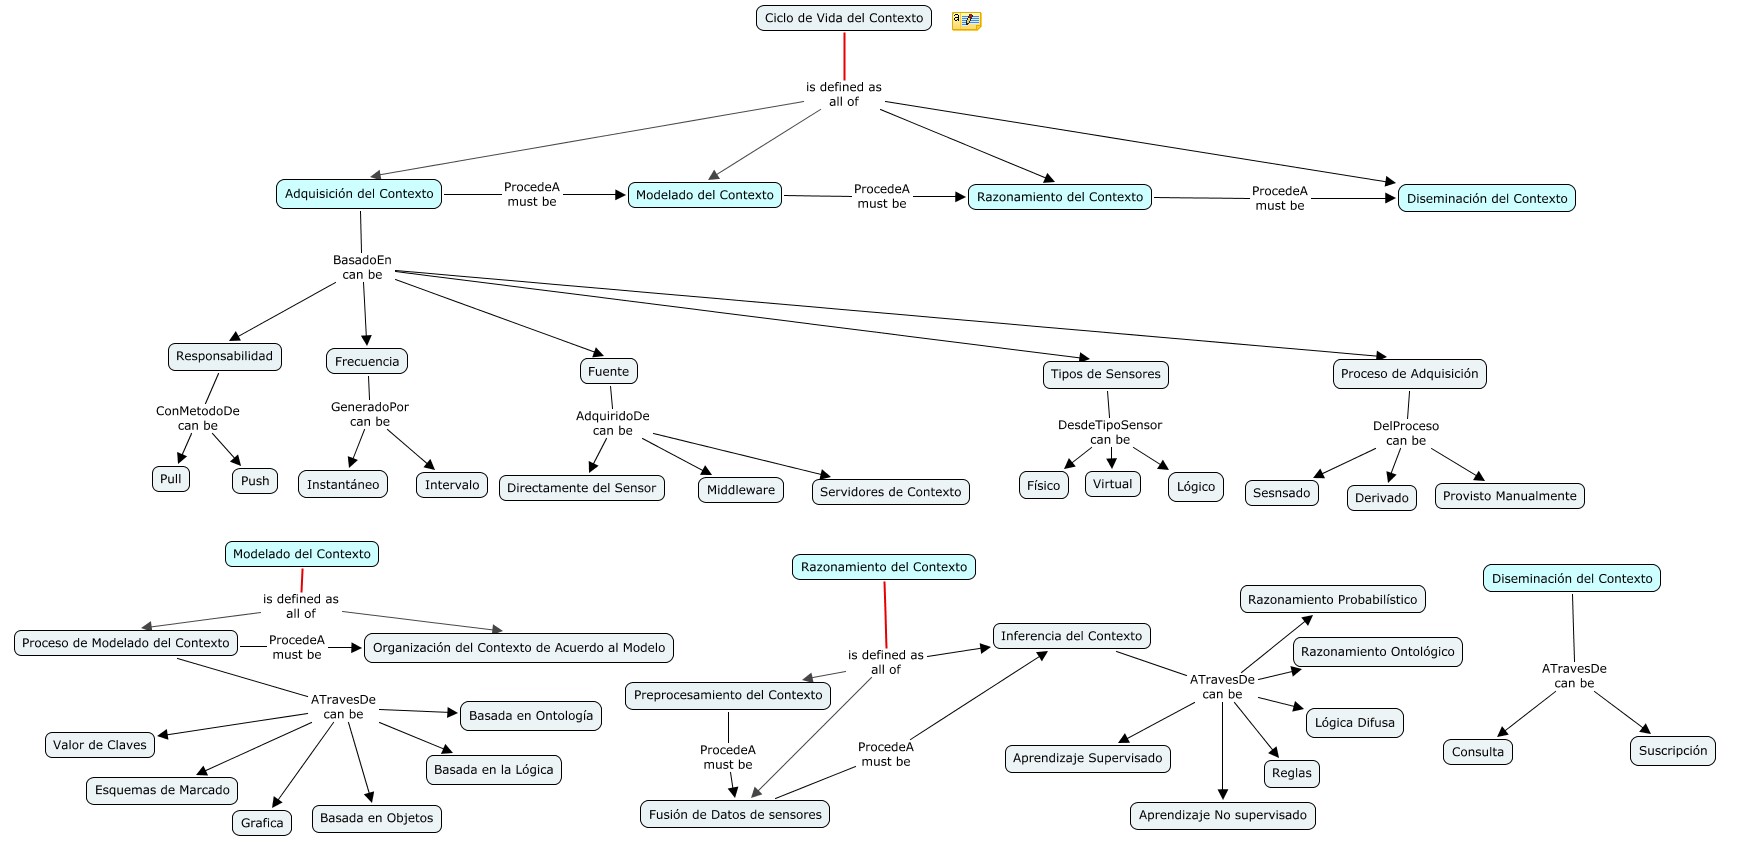 Ciclo de Vida del Contexto
a
is defined as
all of
Adquisición del Contexto
ProcedeA
must be
Modelado del Contexto
ProcedeA
must be
Razonamiento del Contexto
ProcedeA
must be
Diseminación del Contexto
BasadoEn
can be
Responsabilidad
Frecuencia
Fuente
Tipos de Sensores
Proceso de Adquisición
ConMetodoDe
can be
GeneradoPor
can be
AdquiridoDe
can be
DesdeTipoSensor
can be
DelProceso
can be
Pull
Push
Instantáneo
Intervalo
Directamente del Sensor
Middleware
Servidores de Contexto
Físico
Virtual
Lógico
Sesnsado
Derivado
Provisto Manualmente
Modelado del Contexto
is defined as
all of
Proceso de Modelado del Contexto
ProcedeA
must be
Organización del Contexto de Acuerdo al Modelo
ATravesDe
can be
Valor de Claves
Esquemas de Marcado
Grafica
Basada en Objetos
Basada en la Lógica
Basada en Ontología
Razonamiento del Contexto
is defined as
all of
Preprocesamiento del Contexto
ProcedeA
must be
Fusión de Datos de sensores
ProcedeA
must be
Inferencia del Contexto
ATravesDe
can be
Razonamiento Probabilístico
Razonamiento Ontológico
Lógica Difusa
Reglas
Aprendizaje No supervisado
Aprendizaje Supervisado
Diseminación del Contexto
ATravesDe
can be
Consulta
Suscripción